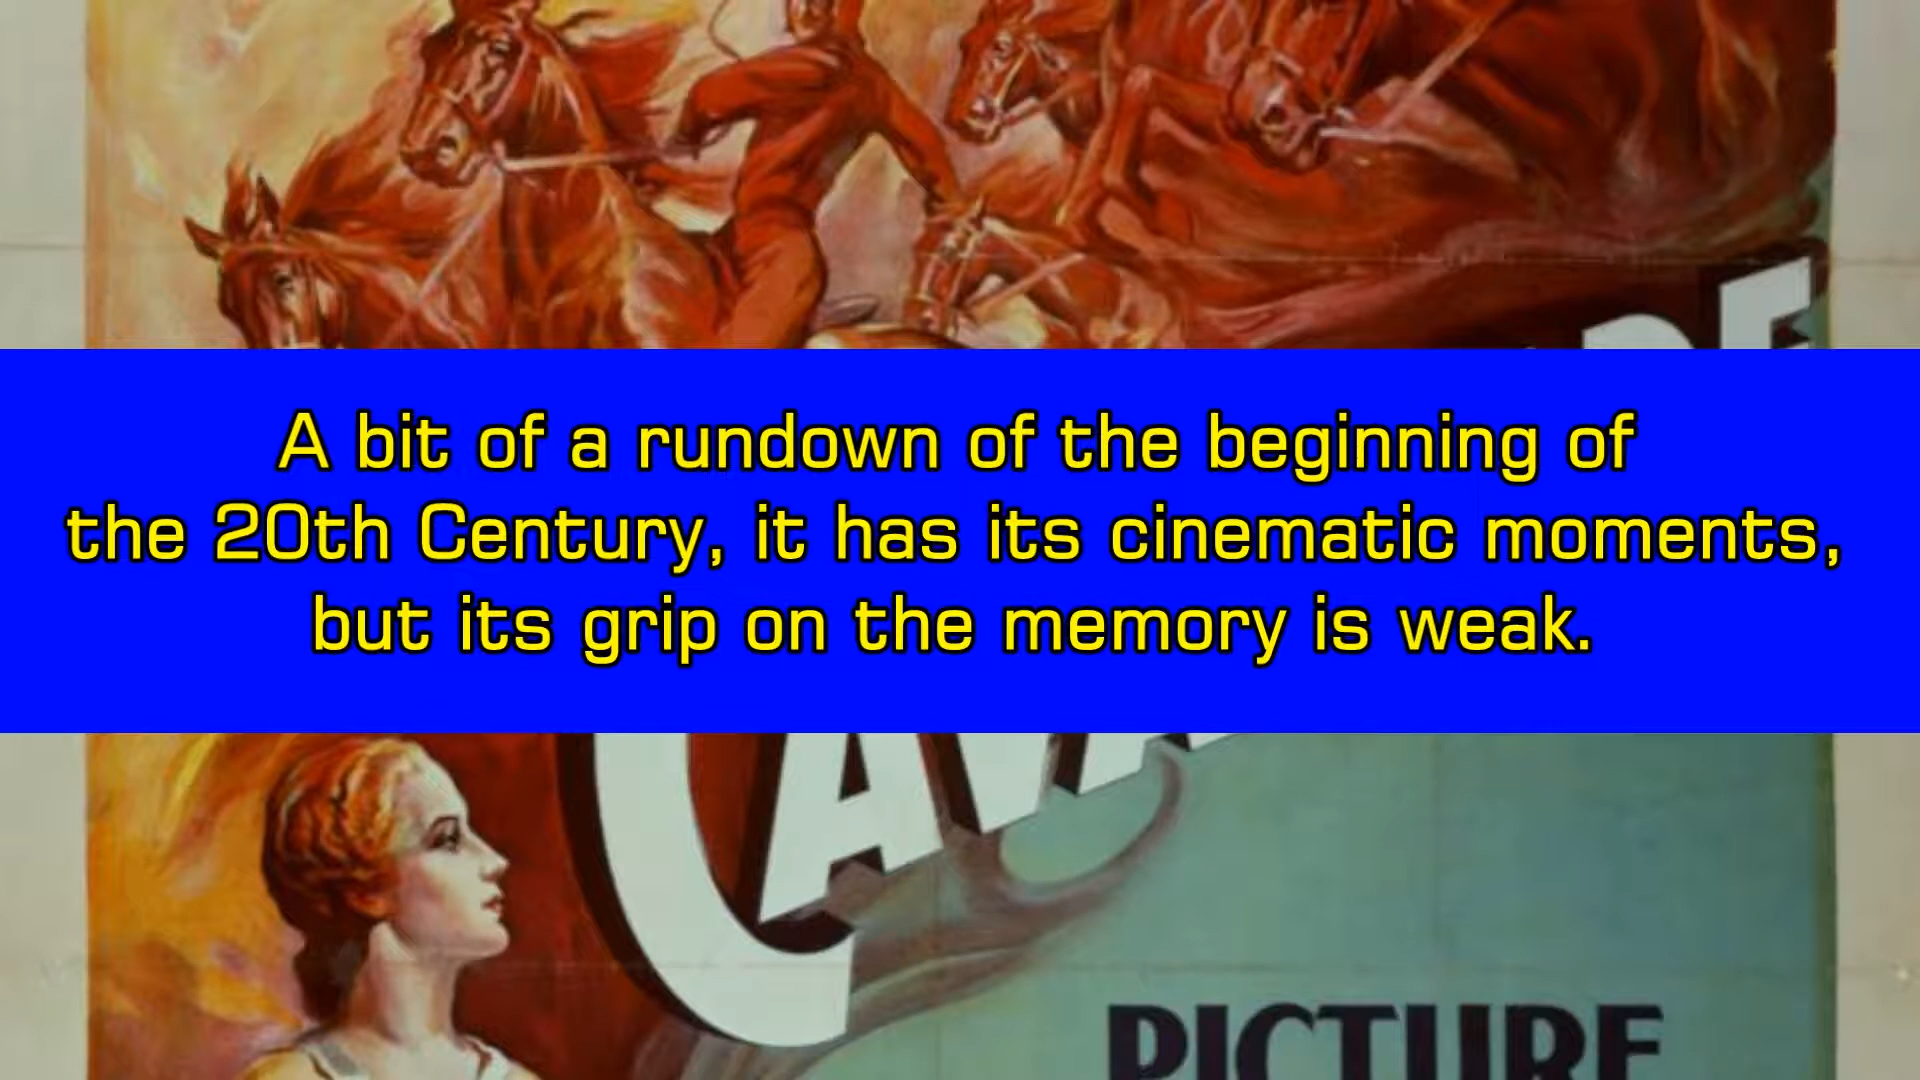 A bit of a rundown of the beginning of
the 20th Century, it has its cinematic moments,
but its grip on the memory is weak.
PICTURE